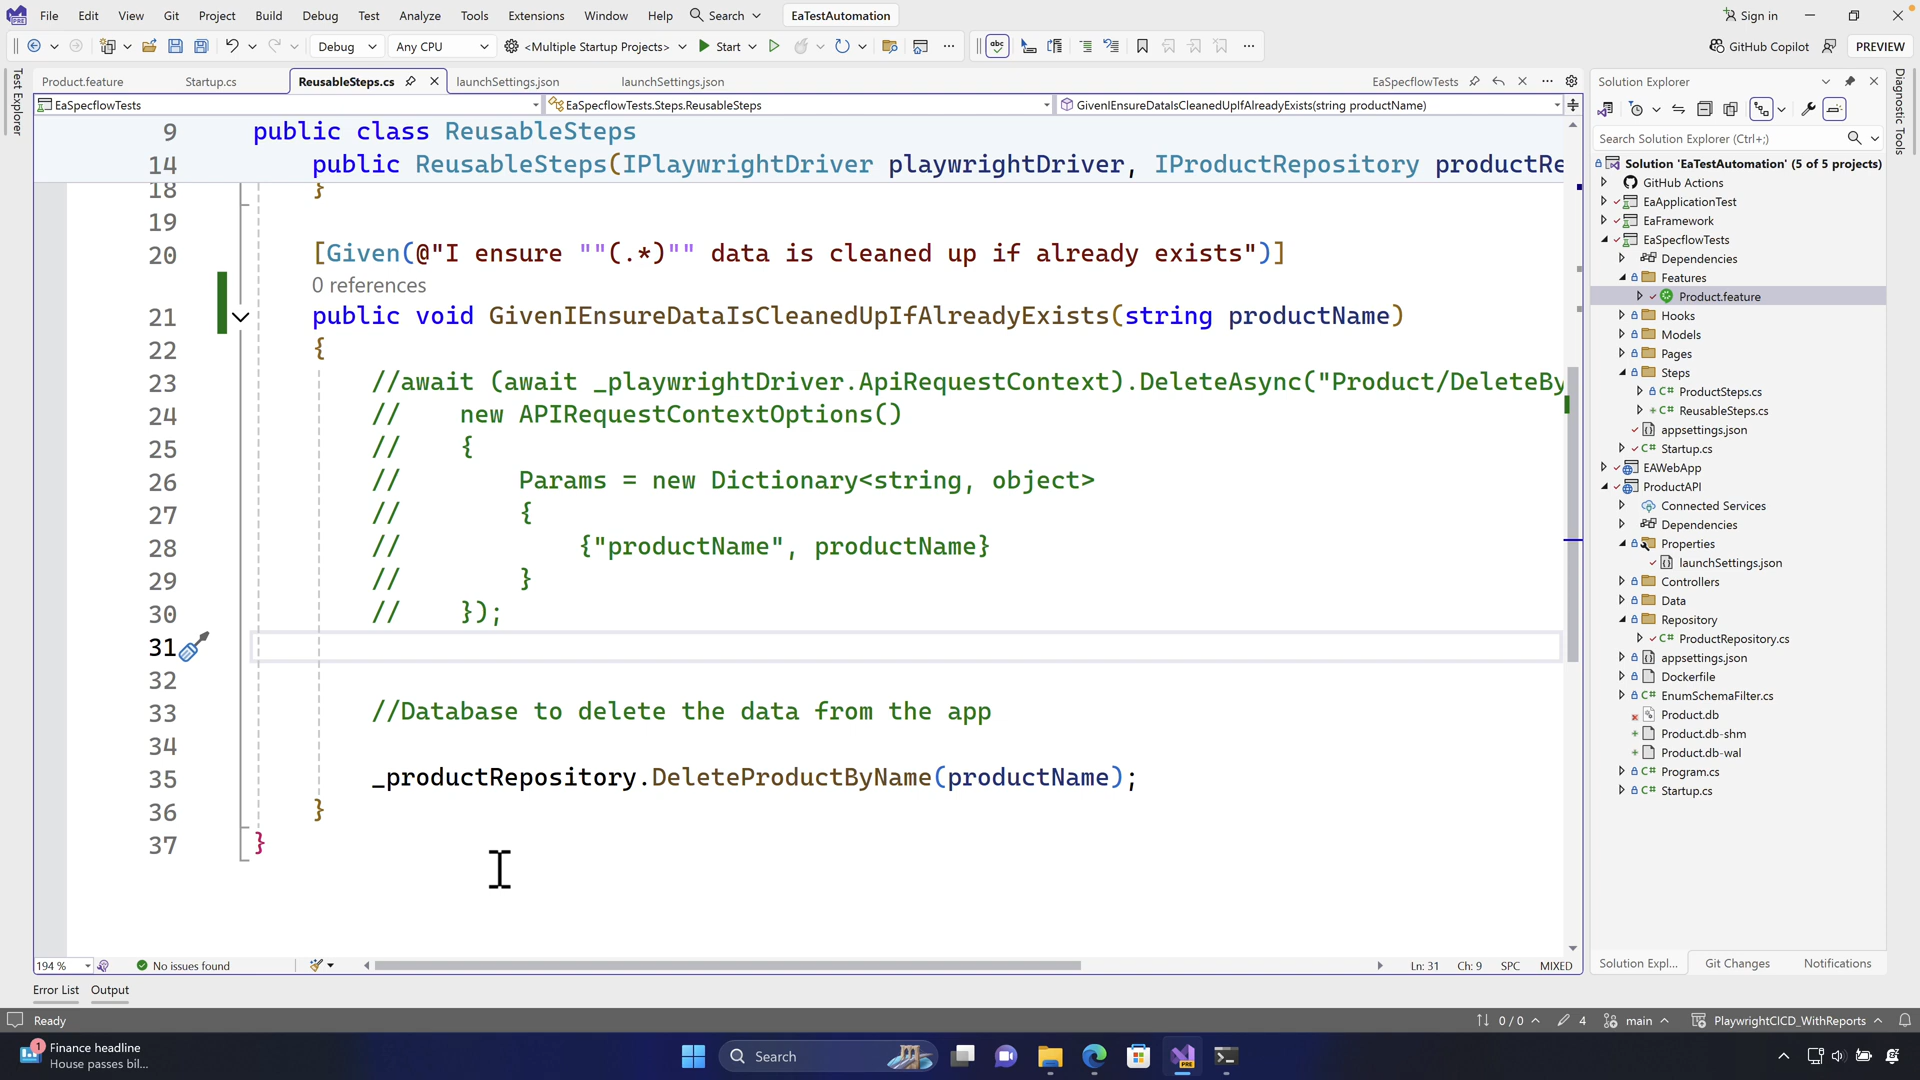 File Edit View Git Project Build Debug Test Analyze Tools Extensions Window Help Search EaTestAutomation Sign in
Debug Any CPU <Multiple Startup Projects> Start GitHub Copilot PREVIEW
Test Explorer
Product.feature Startup.cs ReusableSteps.cs launchSettings.json launchSettings.json EaSpecflowTests
EaSpecflowTests EaSpecflowTests.Steps.ReusableSteps GivenIEnsureDataIsCleanedUpIfAlreadyExists(string productName)
9 public class ReusableSteps
14 public ReusableSteps(IPlaywrightDriver playwrightDriver, IProductRepository productRe
18 }
19
20 [Given(@"I ensure ""(.*)"" data is cleaned up if already exists")]
0 references
21 public void GivenIEnsureDataIsCleanedUpIfAlreadyExists(string productName)
22 {
23 //await (await _playwrightDriver.ApiRequestContext).DeleteAsync("Product/DeleteBy
24 // new APIRequestContextOptions()
25 // {
26 // Params = new Dictionary<string, object>
27 // {
28 // {"productName", productName}
29 // }
30 // });
31
32
33 //Database to delete the data from the app
34
35 _productRepository.DeleteProductByName(productName);
36 }
37 }
194 % No issues found Ln: 31 Ch: 9 SPC MIXED
Error List Output
Solution Explorer
Search Solution Explorer (Ctrl+;)
Solution 'EaTestAutomation' (5 of 5 projects)
GitHub Actions
EaApplicationTest
EaFramework
EaSpecflowTests
Dependencies
Features
Product.feature
Hooks
Models
Pages
Steps
ProductSteps.cs
ReusableSteps.cs
appsettings.json
Startup.cs
EAWebApp
ProductAPI
Connected Services
Dependencies
Properties
launchSettings.json
Controllers
Data
Repository
ProductRepository.cs
appsettings.json
Dockerfile
EnumSchemaFilter.cs
Product.db
Product.db-shm
Product.db-wal
Program.cs
Startup.cs
Solution Expl... Git Changes Notifications
Diagnostic Tools
Ready 0 / 0 4 main PlaywrightCICD_WithReports
1 Finance headline
House passes bil...
Search